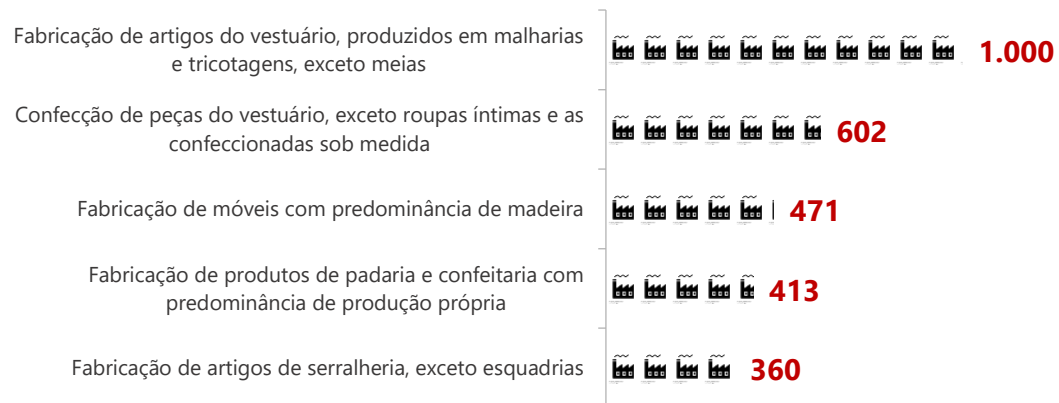 Fabricação de artigos do vestuário, produzidos em malharias
e tricotagens, exceto meias
1.000
Confecção de peças do vestuário, exceto roupas íntimas e as
confeccionadas sob medida
602
Fabricação de móveis com predominância de madeira
471
Fabricação de produtos de padaria e confeitaria com
predominância de produção própria
413
Fabricação de artigos de serralheria, exceto esquadrias
360